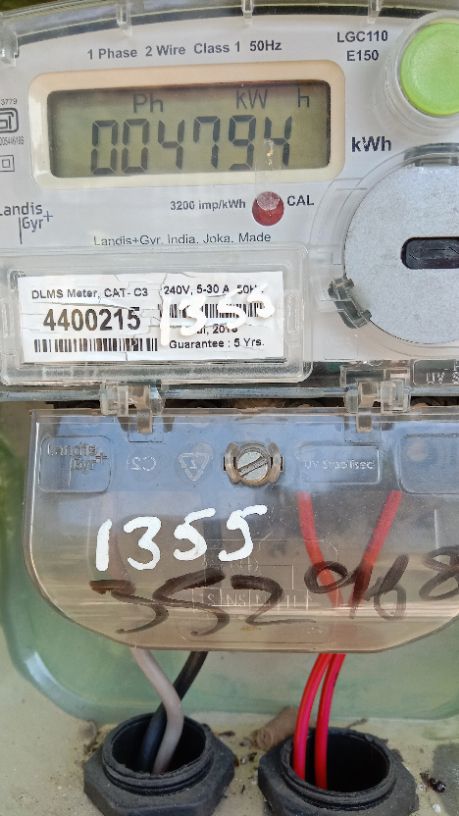 LGC110
1 Phase 2 Wire Class 1 50Hz
E150
Ph kW h
004794
kWh
3200 imp/kWh CAL
Landis+
Gyr
Landis+Gyr, India, Joka, Made
DLMS Meter, CAT- C3 240V, 5-30 A, 50Hz
4400215
1355
Guarantee : 5 Yrs.
UV
Landis+
Gyr
1355